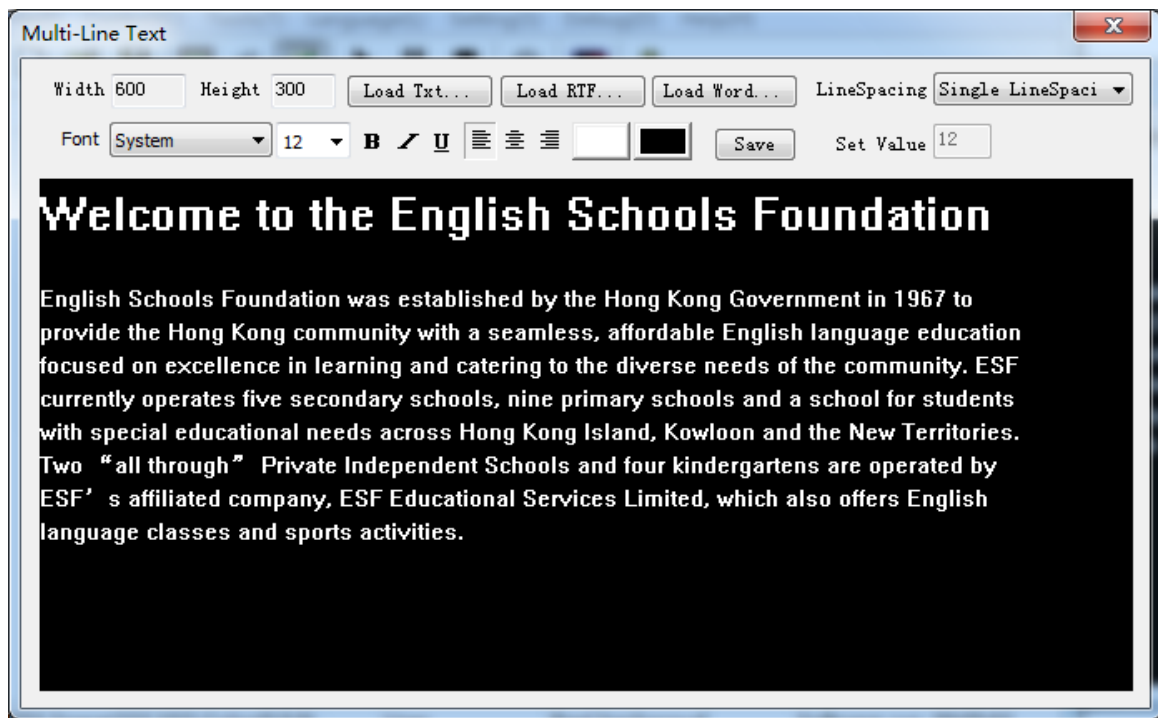 Multi-Line Text
Width 600 Height 300 Load Txt... Load RTF... Load Word... LineSpacing Single LineSpaci
Font System 12 B I U Save Set Value 12
Welcome to the English Schools Foundation
English Schools Foundation was established by the Hong Kong Government in 1967 to
provide the Hong Kong community with a seamless, affordable English language education
focused on excellence in learning and catering to the diverse needs of the community. ESF
currently operates five secondary schools, nine primary schools and a school for students
with special educational needs across Hong Kong Island, Kowloon and the New Territories.
Two “all through” Private Independent Schools and four kindergartens are operated by
ESF’s affiliated company, ESF Educational Services Limited, which also offers English
language classes and sports activities.